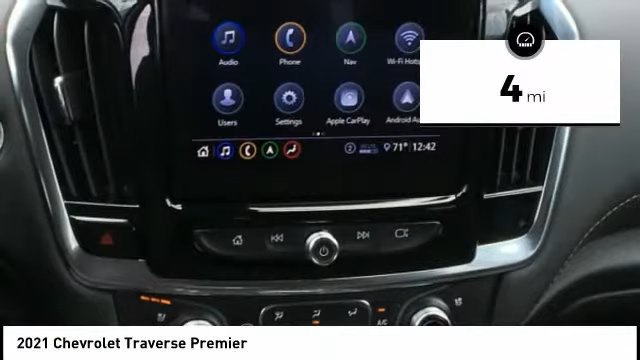 Audio Phone Nav Wi-Fi Hots
4 mi
Users Settings Apple CarPlay Android Au
71° 12:42
A/C
2021 Chevrolet Traverse Premier